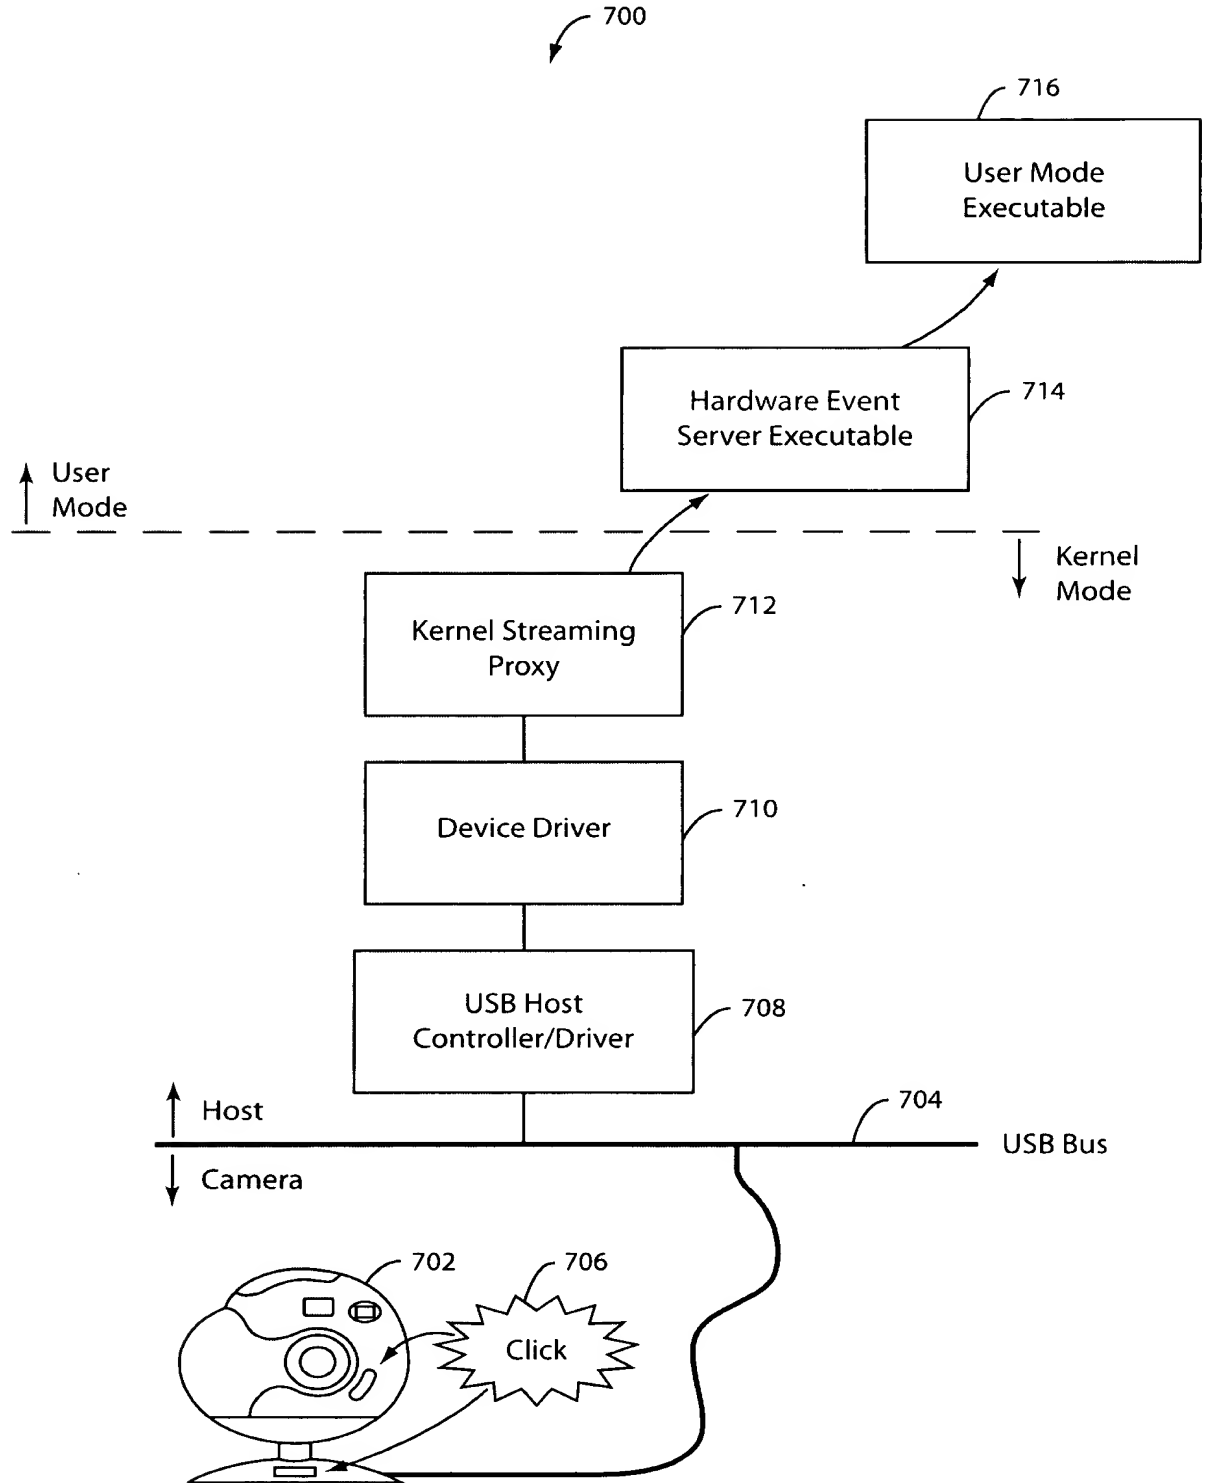 700
716
User Mode
Executable
Hardware Event
Server Executable
714
User
Mode
Kernel
Mode
712
Kernel Streaming
Proxy
710
Device Driver
USB Host
Controller/Driver
708
Host
704
USB Bus
Camera
702
706
Click